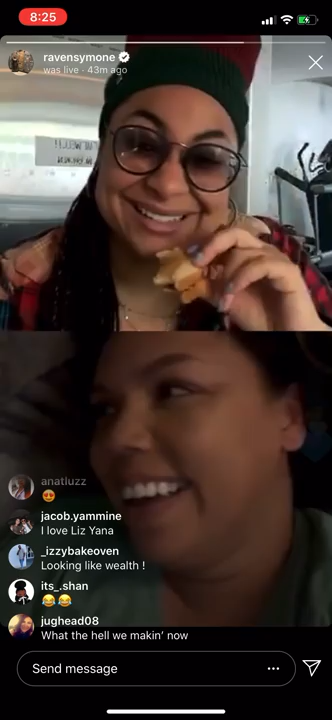 8:25
ravensymone
was live · 43m ago
anatluzz
😍
jacob.yammine
I love Liz Yana
_izzybakeoven
Looking like wealth !
its_.shan
😂😂
jughead08
What the hell we makin’ now
Send message